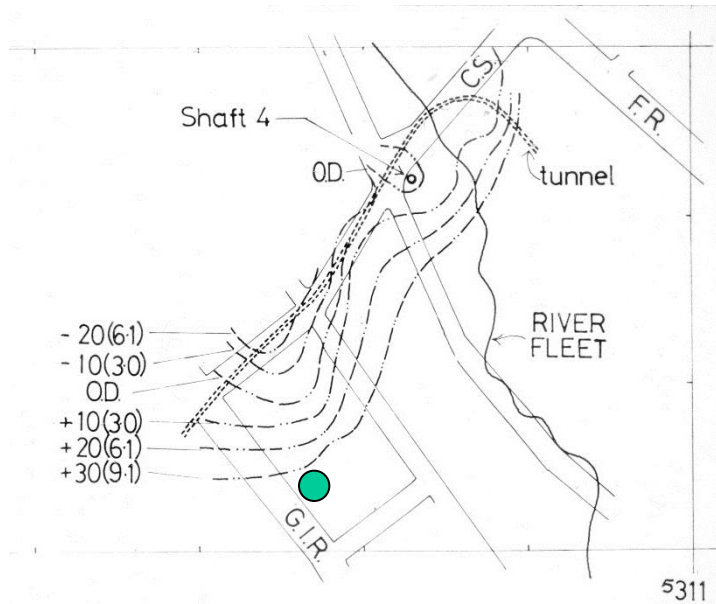 C.S.
F.R.
Shaft 4
O.D.
tunnel
- 20(6·1)
- 10(3·0)
O.D.
+10(3·0)
+20(6·1)
+30(9·1)
RIVER
FLEET
G.I.R.
5311